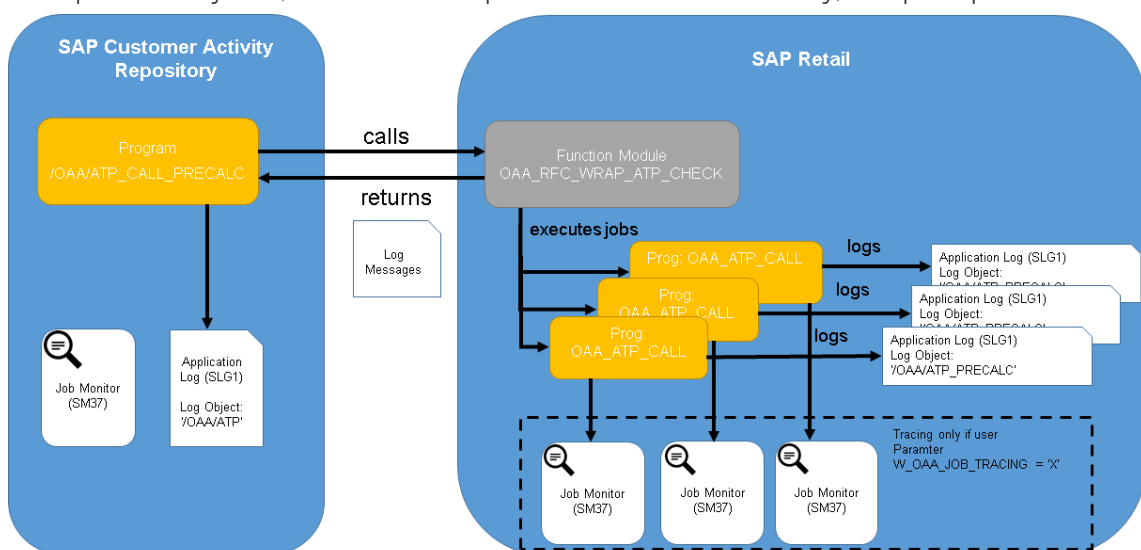 SAP Customer Activity
Repository
Program
/OAA/ATP_CALL_PRECALC
calls
returns
Log
Messages
Job Monitor
(SM37)
Application
Log (SLG1)
Log Object:
'/OAA/ATP'
SAP Retail
Function Module
OAA_RFC_WRAP_ATP_CHECK
executes jobs
Prog: OAA_ATP_CALL
logs
Application Log (SLG1)
Log Object:
Prog:
OAA_ATP_CALL
logs
Application Log (SLG1)
Log Object:
Prog:
OAA_ATP_CALL
logs
Application Log (SLG1)
Log Object:
'/OAA/ATP_PRECALC'
Tracing only if user
Paramter
W_OAA_JOB_TRACING = 'X'
Job Monitor
(SM37)
Job Monitor
(SM37)
Job Monitor
(SM37)